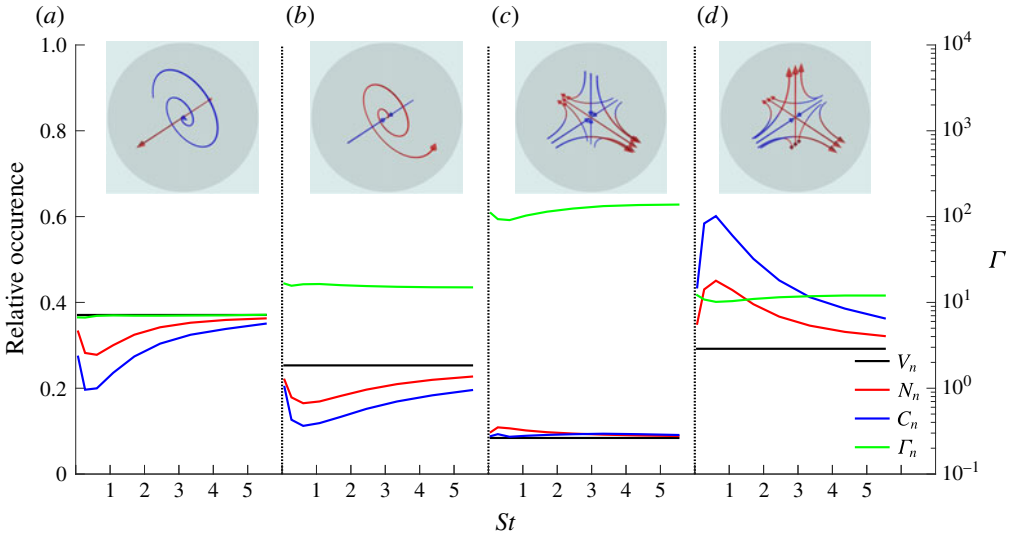 (a) (b) (c) (d)
1.0 0.8 0.6 0.4 0.2 0
Relative occurence
10^4 10^3 10^2 10^1 10^0 10^-1
Γ
V_n
N_n
C_n
Γ_n
1 2 3 4 5 1 2 3 4 5 1 2 3 4 5 1 2 3 4 5
St